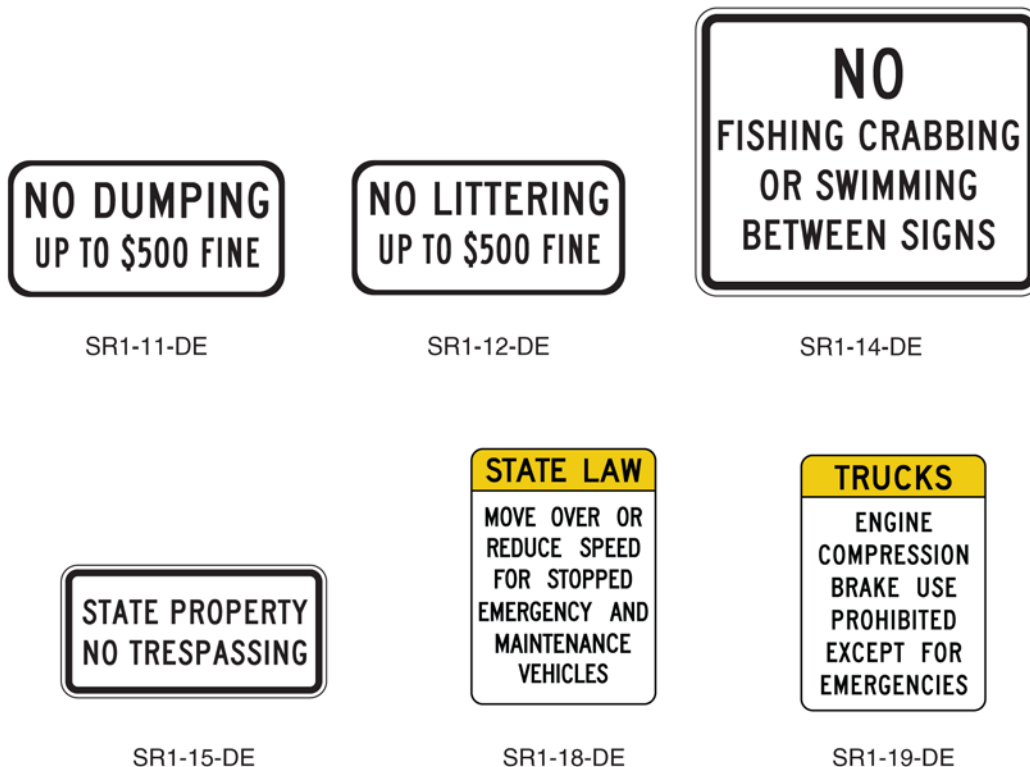 NO DUMPING
UP TO $500 FINE
SR1-11-DE
NO LITTERING
UP TO $500 FINE
SR1-12-DE
NO
FISHING CRABBING
OR SWIMMING
BETWEEN SIGNS
SR1-14-DE
STATE PROPERTY
NO TRESPASSING
SR1-15-DE
STATE LAW
MOVE OVER OR
REDUCE SPEED
FOR STOPPED
EMERGENCY AND
MAINTENANCE
VEHICLES
SR1-18-DE
TRUCKS
ENGINE
COMPRESSION
BRAKE USE
PROHIBITED
EXCEPT FOR
EMERGENCIES
SR1-19-DE